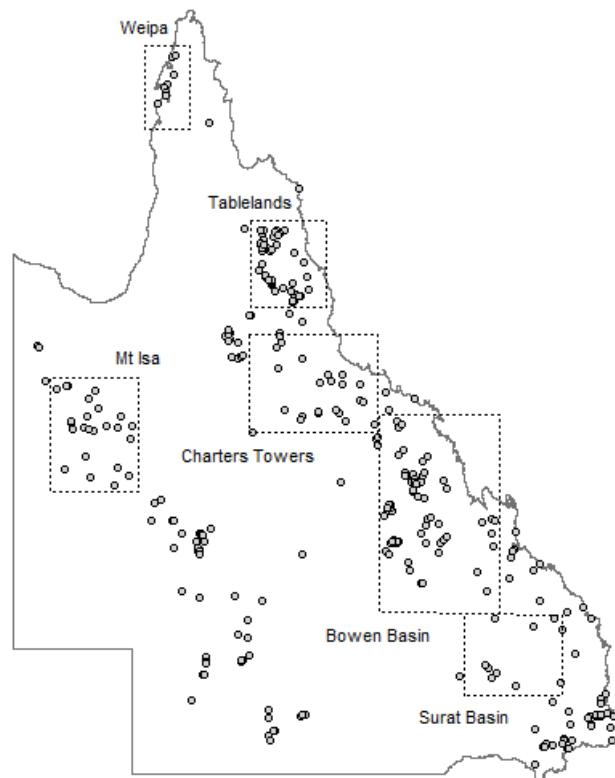 Weipa
Tablelands
Mt Isa
Charters Towers
Bowen Basin
Surat Basin